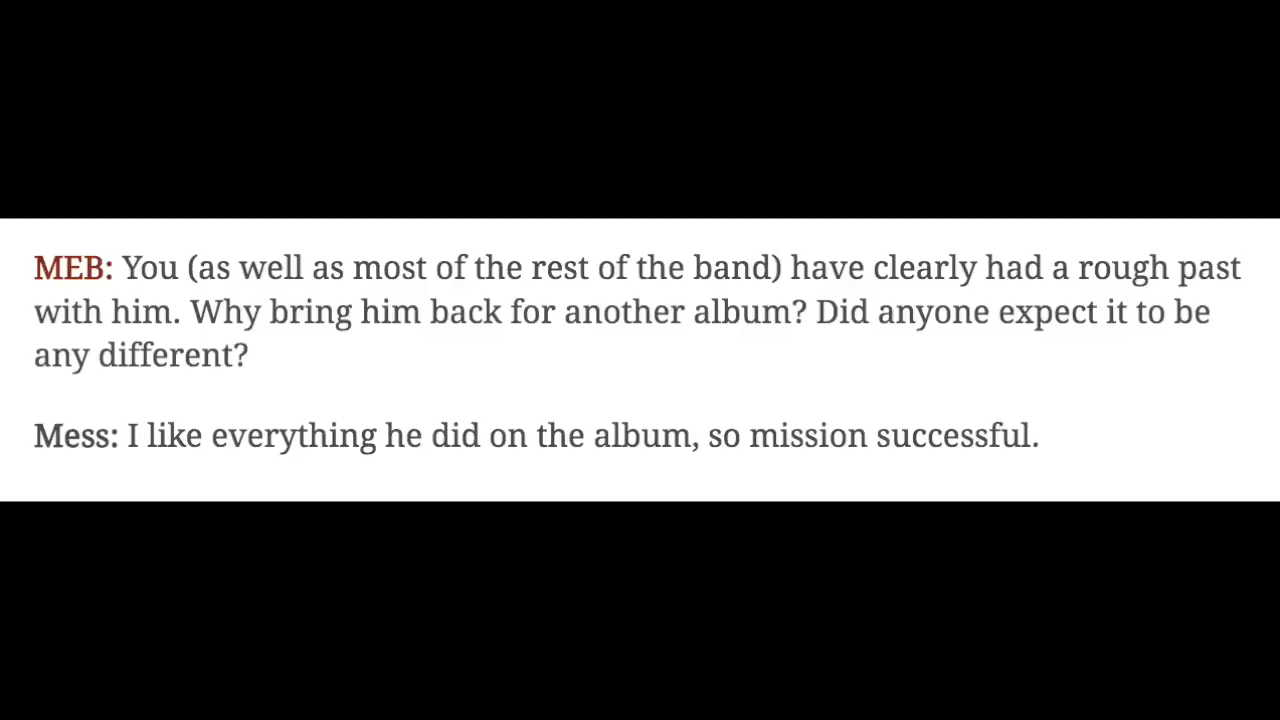 MEB: You (as well as most of the rest of the band) have clearly had a rough past
with him. Why bring him back for another album? Did anyone expect it to be
any different?
Mess: I like everything he did on the album, so mission successful.